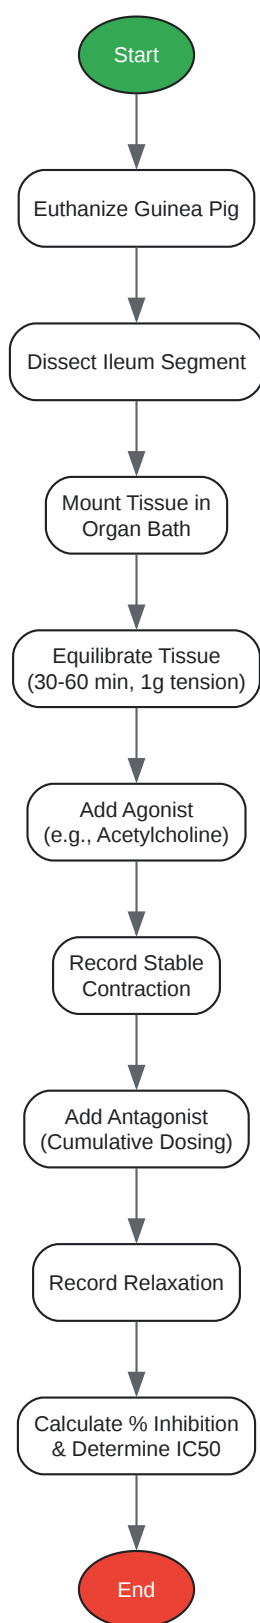 Start
Euthanize Guinea Pig
Dissect Ileum Segment
Mount Tissue in
Organ Bath
Equilibrate Tissue
(30-60 min, 1g tension)
Add Agonist
(e.g., Acetylcholine)
Record Stable
Contraction
Add Antagonist
(Cumulative Dosing)
Record Relaxation
Calculate % Inhibition
& Determine IC50
End